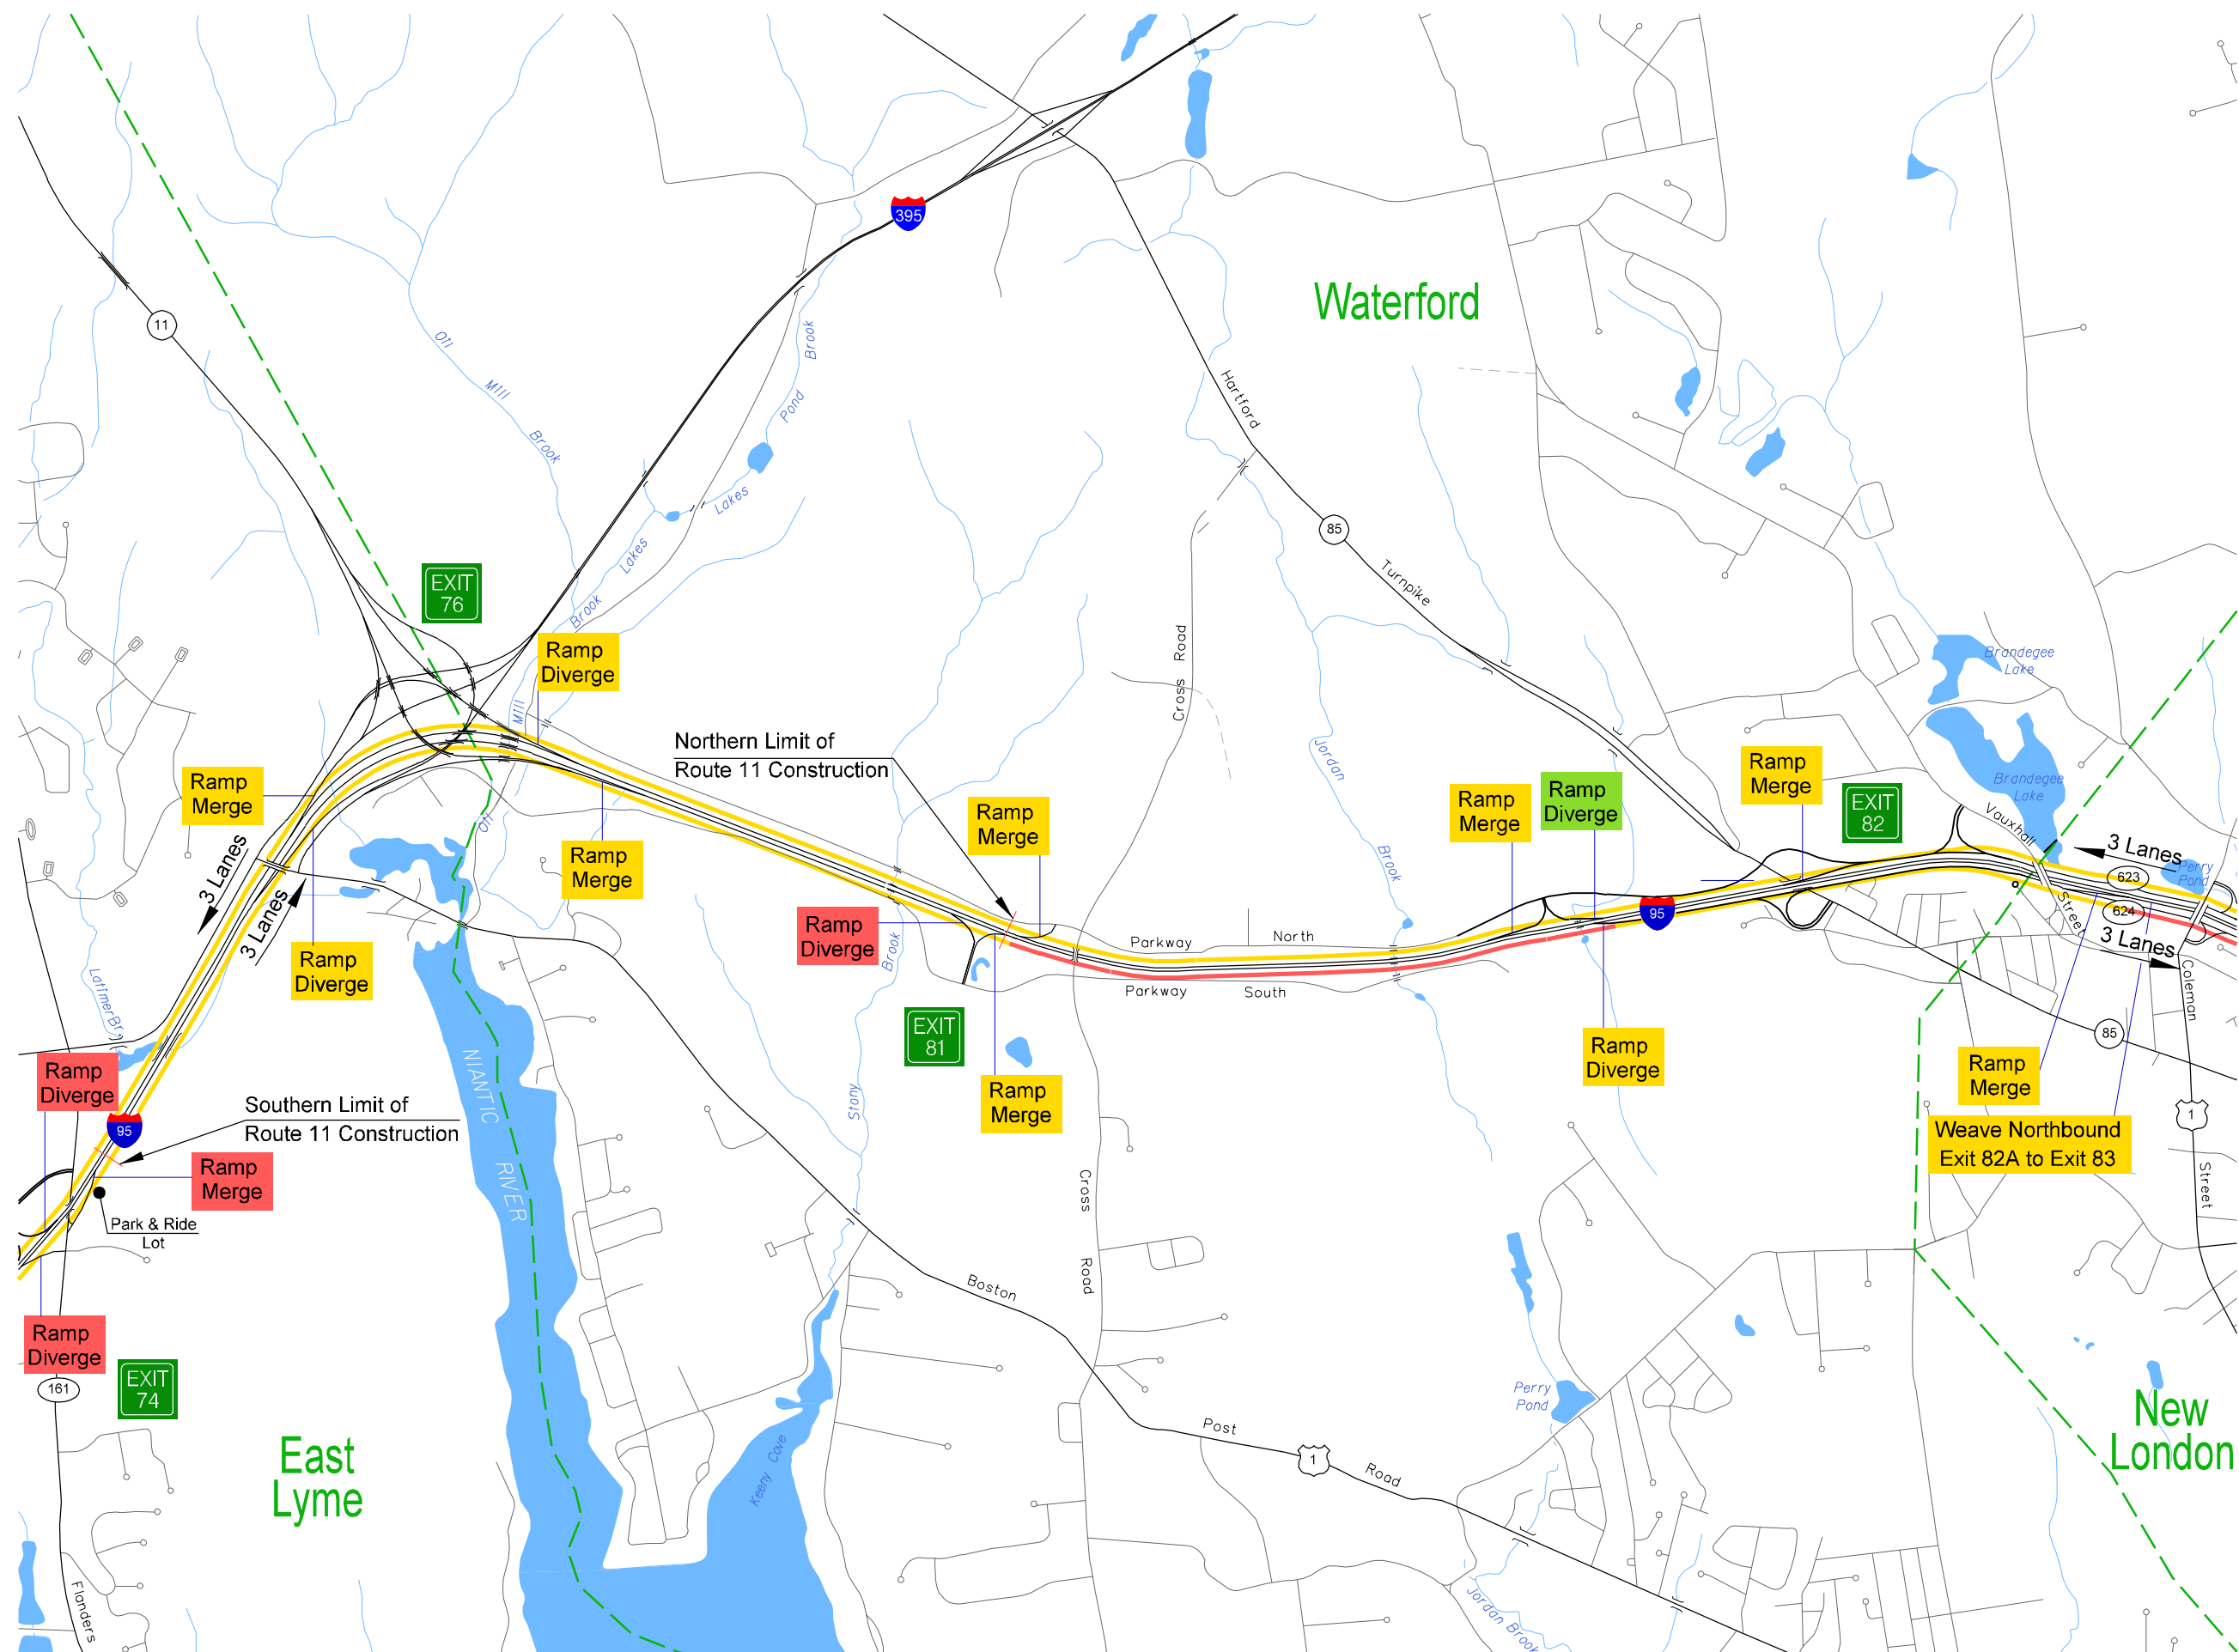 395
Waterford
11
Oil
Mill
Brook
Brook
Pond
Lakes
Hartford
85
Turnpike
Lakes
Brook
EXIT
76
Ramp
Diverge
Mill
Oil
Cross Road
Northern Limit of
Route 11 Construction
Ramp
Merge
3 Lanes
3 Lanes
Ramp
Merge
Ramp
Diverge
Ramp
Merge
Ramp
Diverge
Brook
EXIT
81
Ramp
Merge
Stony
Parkway North
Parkway South
Jordan
Brook
Ramp
Merge
Ramp
Diverge
Ramp
Merge
EXIT
82
95
Ramp
Diverge
Brandegee
Lake
Brandegee
Lake
Vauxhall
Street
3 Lanes
623
Perry
Pond
624
3 Lanes
Coleman
Street
85
1
Ramp
Merge
Weave Northbound
Exit 82A to Exit 83
Latimer Br.
Ramp
Diverge
95
Southern Limit of
Route 11 Construction
Ramp
Merge
Park & Ride
Lot
Ramp
Diverge
161
EXIT
74
East
Lyme
Flanders
NIANTIC
RIVER
Keeny Cove
Cross
Road
Boston
Post
1
Road
Perry
Pond
Jordan Brook
New
London